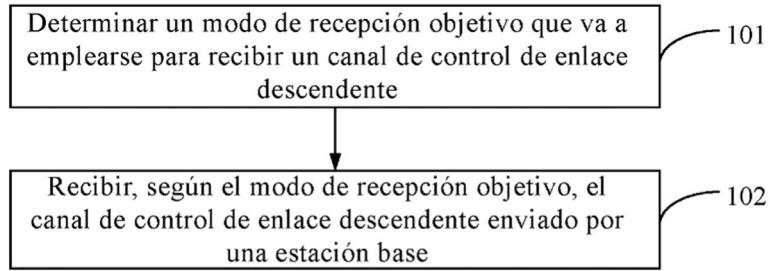 Determinar un modo de recepción objetivo que va a
emplearse para recibir un canal de control de enlace
descendente
101
Recibir, según el modo de recepción objetivo, el
canal de control de enlace descendente enviado por
una estación base
102